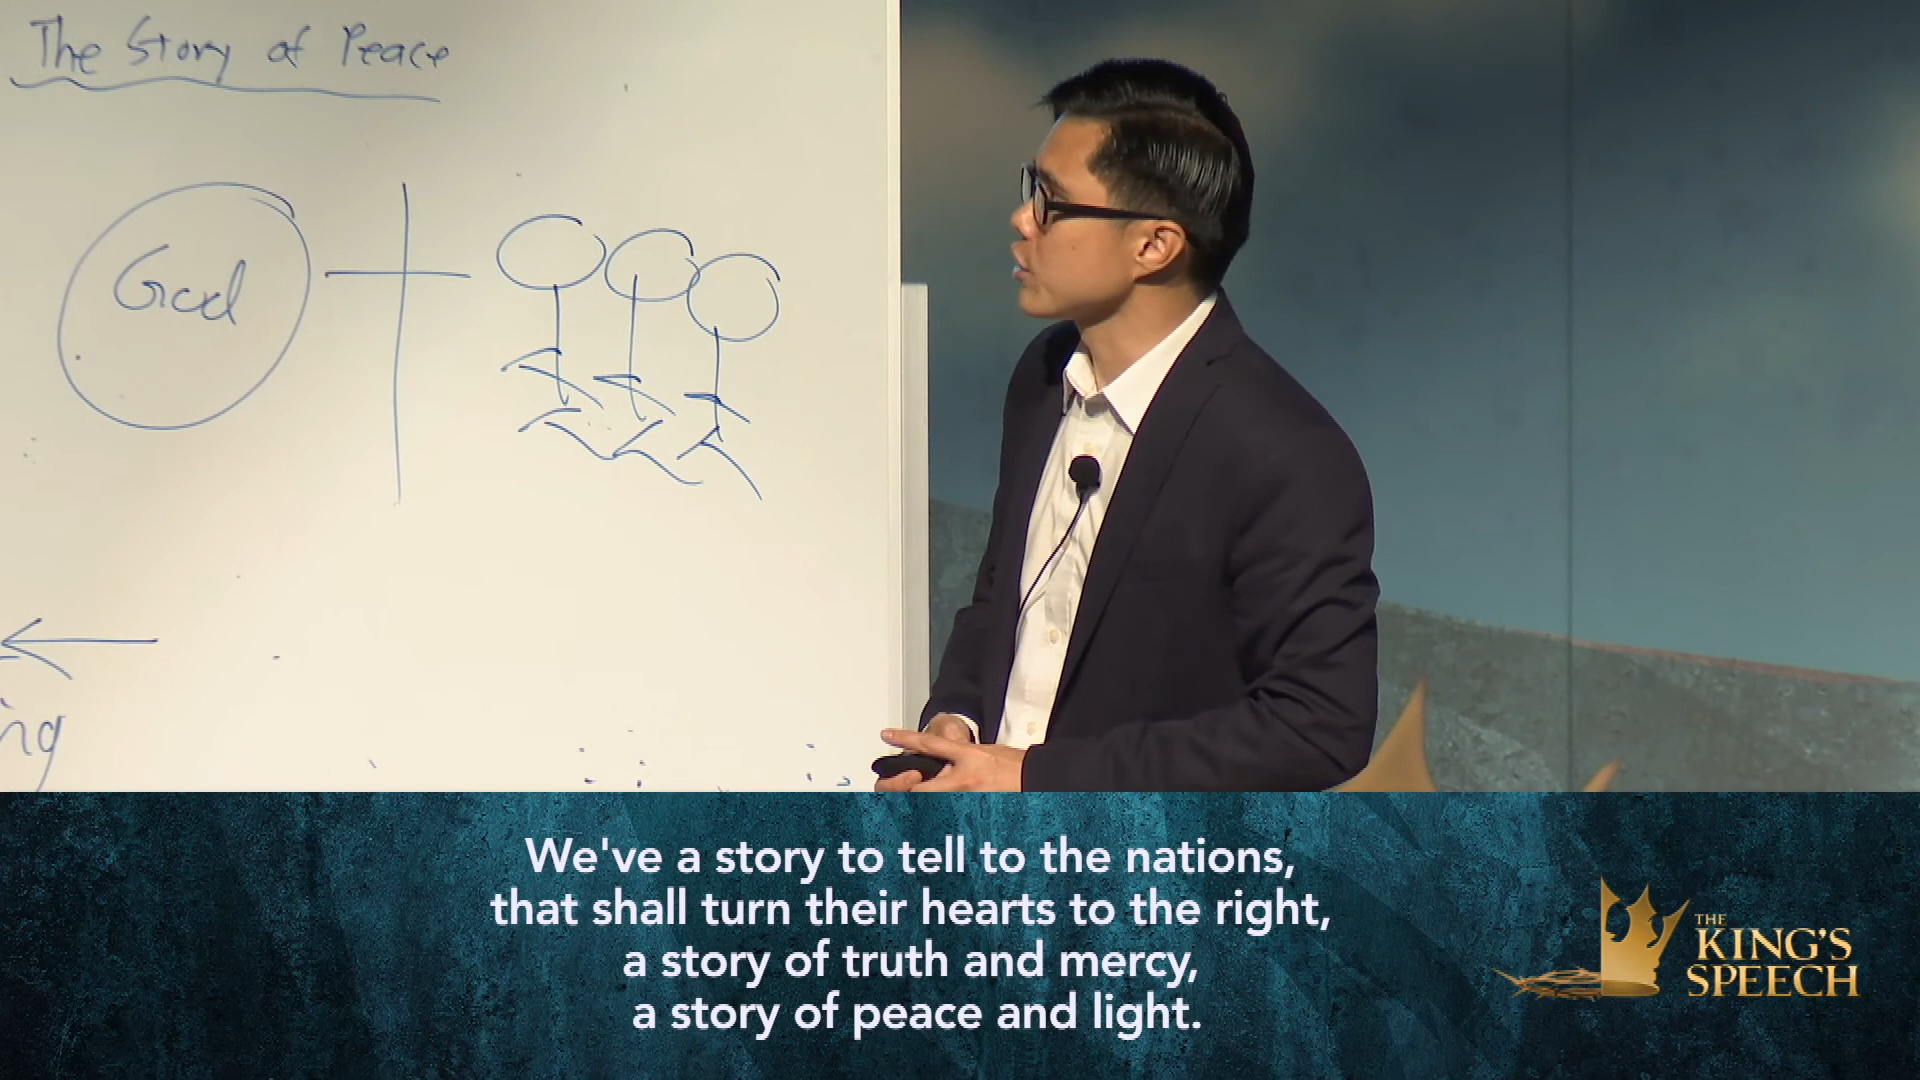 The Story of Peace
God
ng
We've a story to tell to the nations,
that shall turn their hearts to the right,
a story of truth and mercy,
a story of peace and light.
THE
KING'S
SPEECH